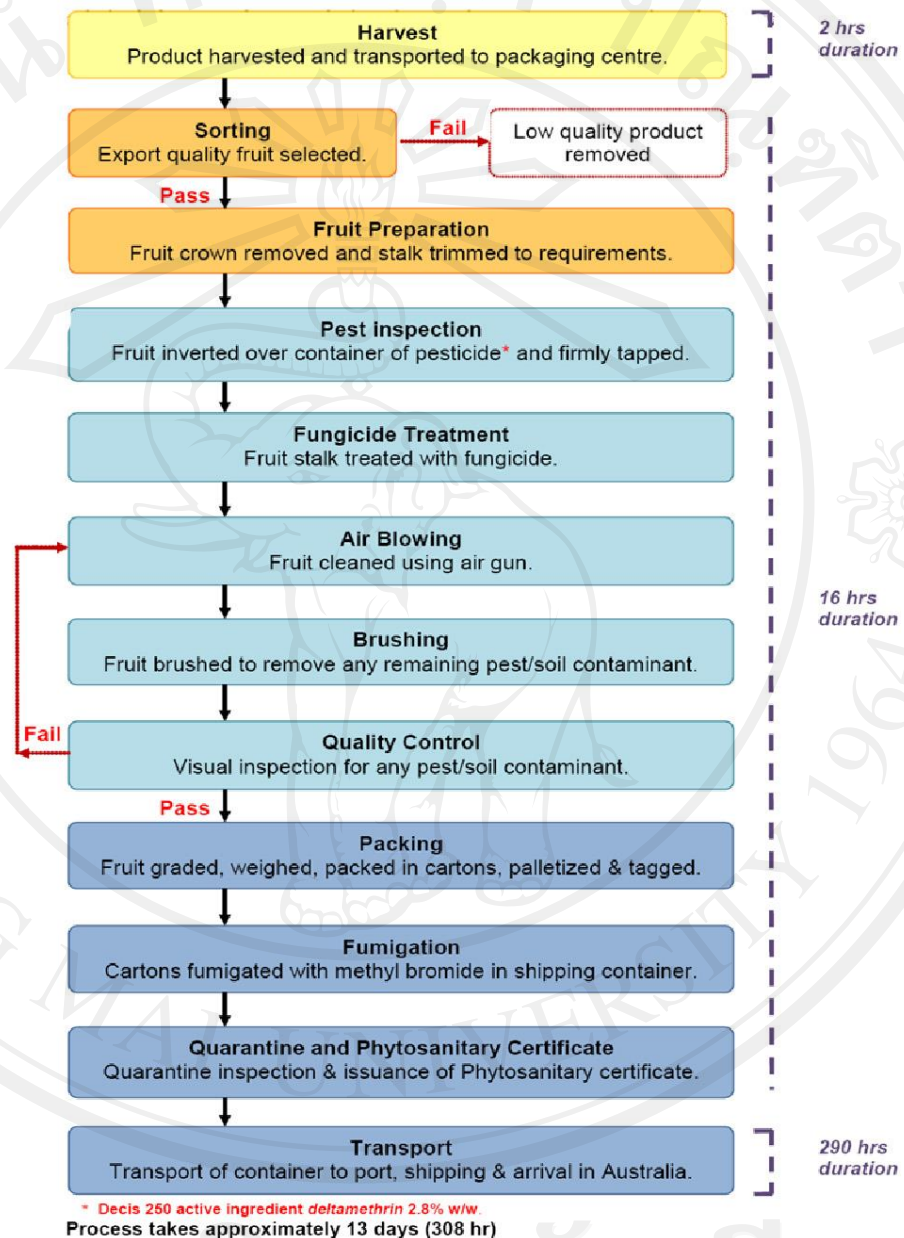 Harvest
Product harvested and transported to packaging centre.
2 hrs
duration
Sorting
Export quality fruit selected.
Fail
Low quality product
removed
Pass
Fruit Preparation
Fruit crown removed and stalk trimmed to requirements.
Pest inspection
Fruit inverted over container of pesticide* and firmly tapped.
Fungicide Treatment
Fruit stalk treated with fungicide.
Air Blowing
Fruit cleaned using air gun.
16 hrs
duration
Brushing
Fruit brushed to remove any remaining pest/soil contaminant.
Fail
Quality Control
Visual inspection for any pest/soil contaminant.
Pass
Packing
Fruit graded, weighed, packed in cartons, palletized & tagged.
Fumigation
Cartons fumigated with methyl bromide in shipping container.
Quarantine and Phytosanitary Certificate
Quarantine inspection & issuance of Phytosanitary certificate.
Transport
Transport of container to port, shipping & arrival in Australia.
290 hrs
duration
* Decis 250 active ingredient deltamethrin 2.8% w/w.
Process takes approximately 13 days (308 hr)
G MAI UNIVERSITY 1964